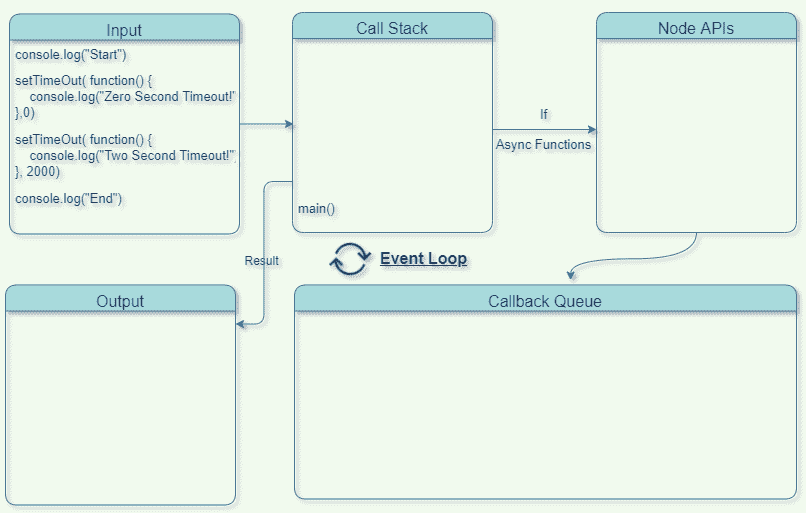 Input
console.log("Start")
setTimeOut( function() {
console.log("Zero Second Timeout!"
},0)
setTimeOut( function() {
console.log("Two Second Timeout!"
}, 2000)
console.log("End")
Call Stack
main()
If
Async Functions
Node APIs
Result
Event Loop
Output
Callback Queue